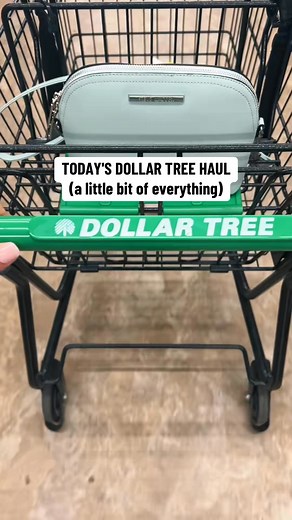 TODAY'S DOLLAR TREE HAUL
(a little bit of everything)
DOLLAR TREE